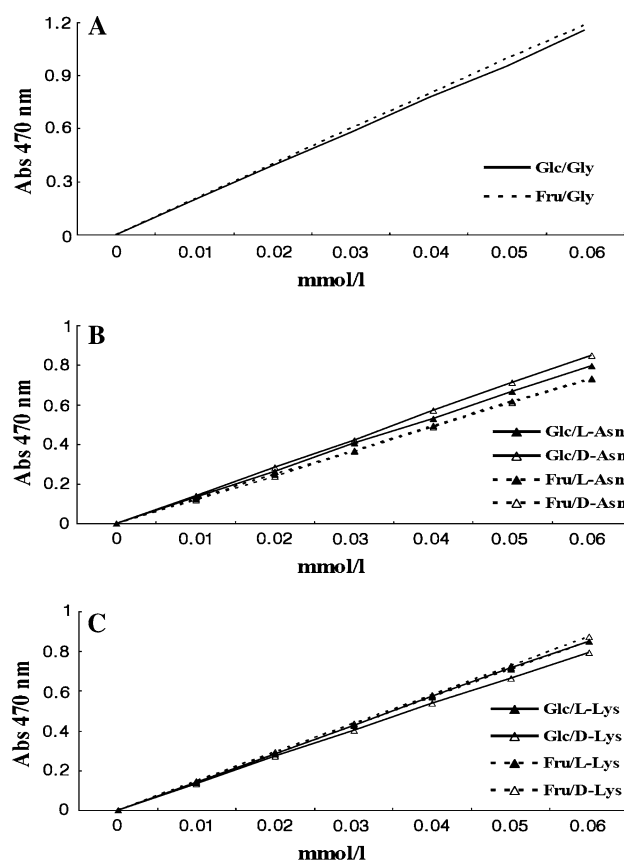 A
1.2
0.9
0.6
0.3
0
Abs 470 nm
Glc/Gly
Fru/Gly
0 0.01 0.02 0.03 0.04 0.05 0.06
mmol/l
B
1
0.8
0.6
0.4
0.2
0
Abs 470 nm
Glc/L-Asn
Glc/D-Asn
Fru/L-Asn
Fru/D-Asn
0 0.01 0.02 0.03 0.04 0.05 0.06
mmol/l
C
1
0.8
0.6
0.4
0.2
0
Abs 470 nm
Glc/L-Lys
Glc/D-Lys
Fru/L-Lys
Fru/D-Lys
0 0.01 0.02 0.03 0.04 0.05 0.06
mmol/l